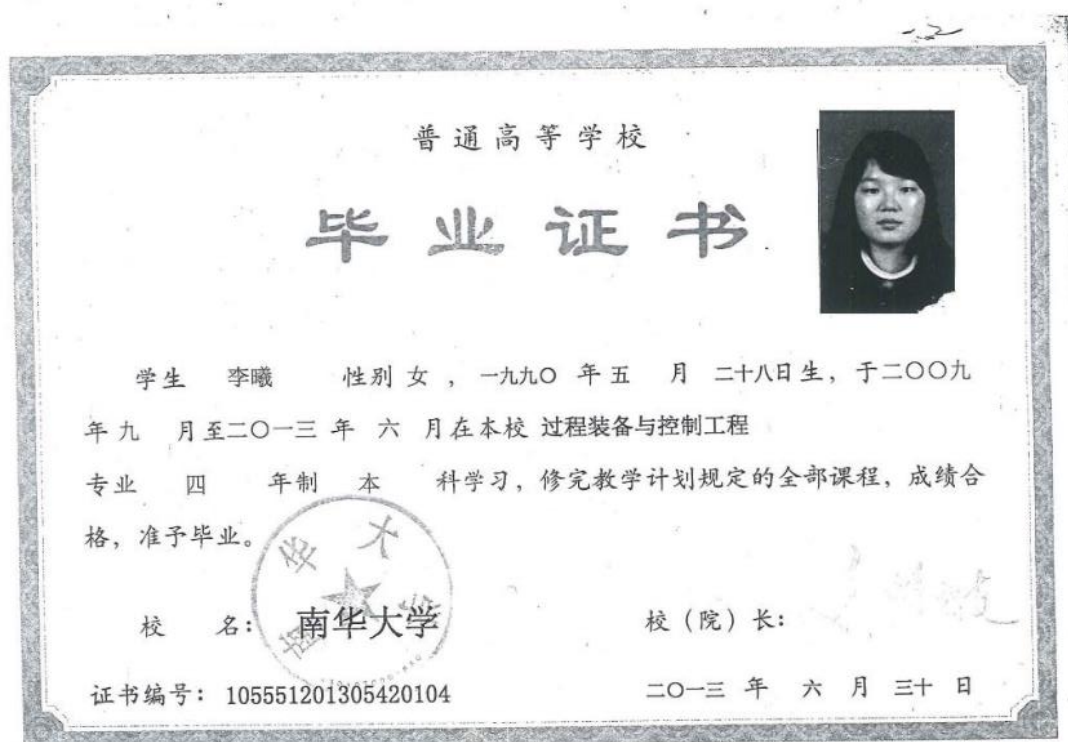 普通高等学校
毕业证书
学生 李曦 性别 女 ，一九九〇 年 五 月 二十八日生，于二〇〇九
年 九 月至二〇一三 年 六 月在本校 过程装备与控制工程
专业 四 年制 本 科学习，修完教学计划规定的全部课程，成绩合
格，准予毕业。
南华大学
校 名：南华大学
校（院）长：
证书编号：105551201305420104
二〇一三 年 六 月 三十 日